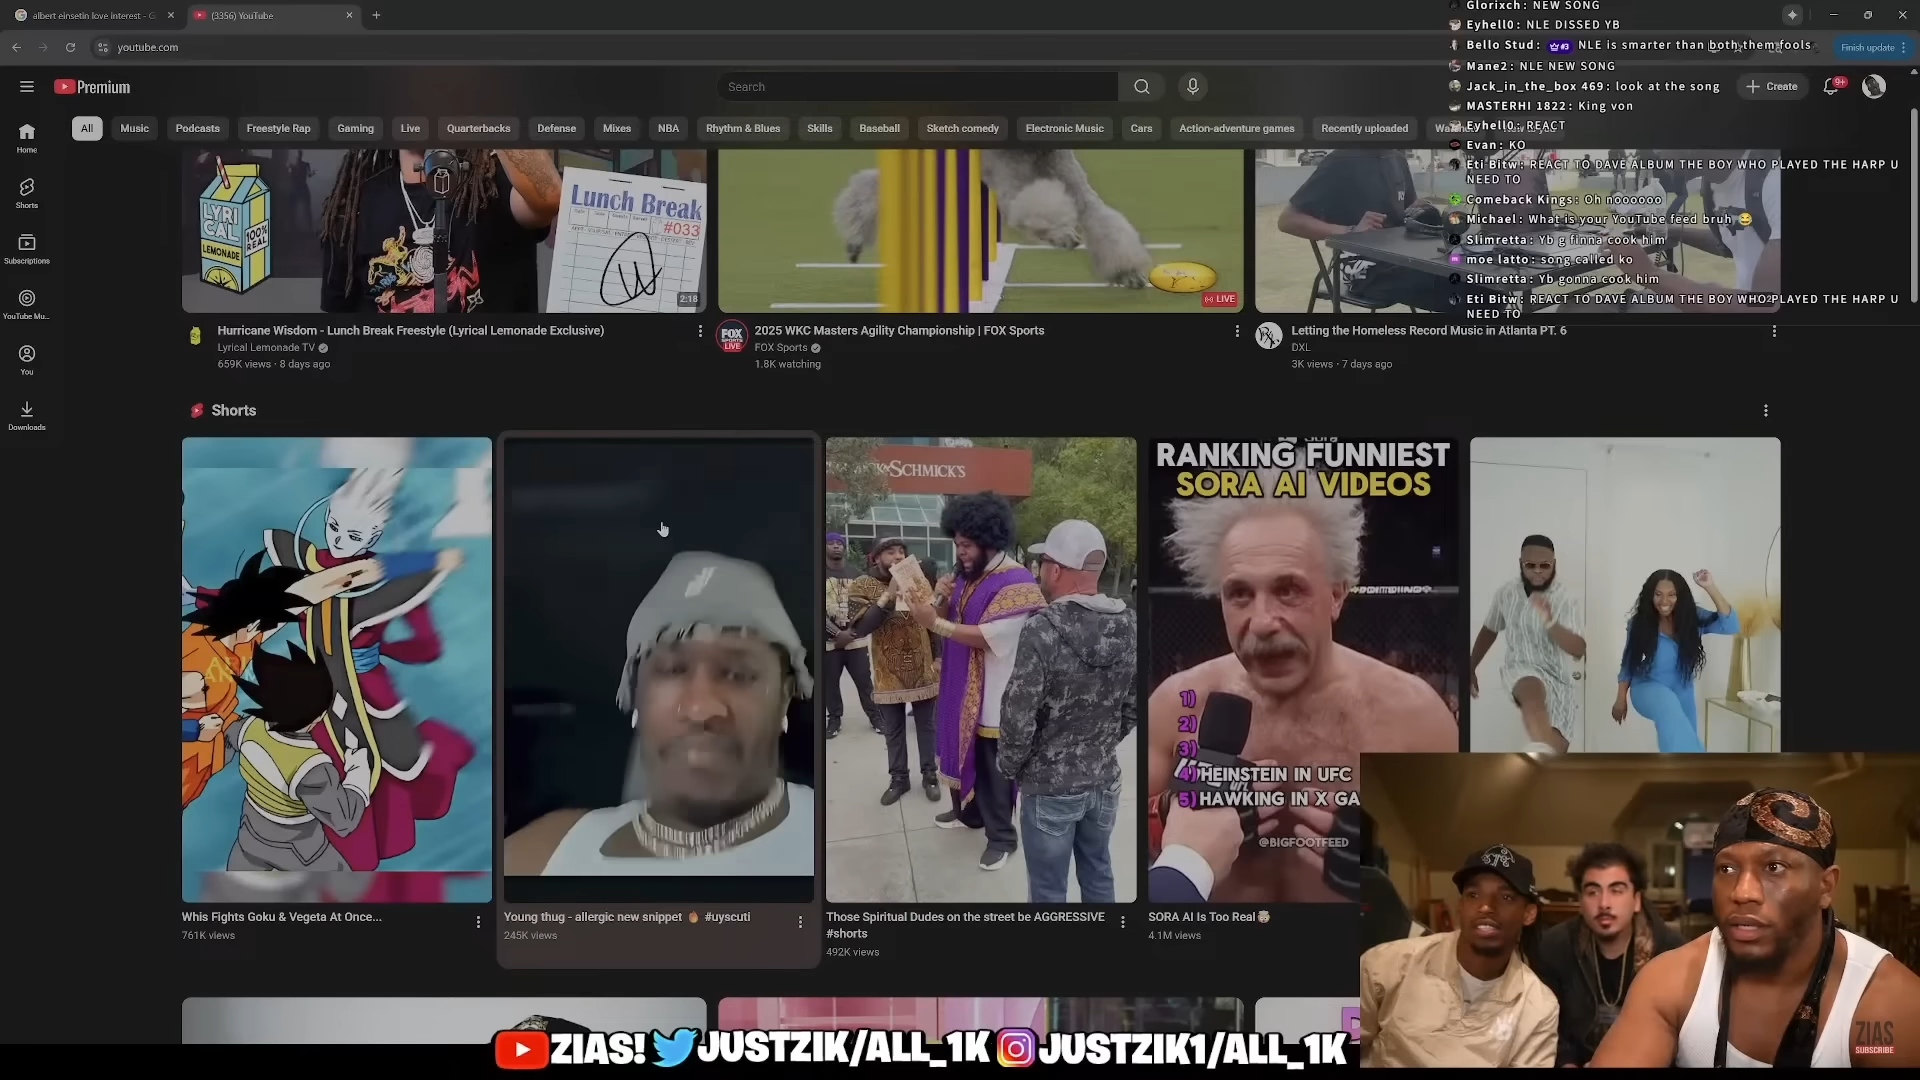 albert einsetin love interest - G
(3356) YouTube
youtube.com
Finish update
Premium
Search
Create
9+
All
Music
Podcasts
Freestyle Rap
Gaming
Live
Quarterbacks
Defense
Mixes
NBA
Rhythm & Blues
Skills
Baseball
Sketch comedy
Electronic Music
Cars
Action-adventure games
Recently uploaded
Home
Shorts
Subscriptions
YouTube Mu...
You
Downloads
Glorixch: NEW SONG
Eyhell0: NLE DISSED YB
Bello Stud: #3 NLE is smarter than both them fools
Mane2: NLE NEW SONG
Jack_in_the_box 469: look at the song
MASTERHI 1822: King von
Eyhell0: REACT
Evan: KO
Eti Bitw: REACT TO DAVE ALBUM THE BOY WHO PLAYED THE HARP U
NEED TO
Comeback Kings: Oh noooooo
Michael: What is your YouTube feed bruh 😂
Slimretta: Yb g finna cook him
moe latto: song called ko
Slimretta: Yb gonna cook him
Eti Bitw: REACT TO DAVE ALBUM THE BOY WHO PLAYED THE HARP U
NEED TO
LYRI
CAL
LEMONADE
100%
REAL
Lunch Break
#033
2:18
LIVE
Hurricane Wisdom - Lunch Break Freestyle (Lyrical Lemonade Exclusive)
Lyrical Lemonade TV
659K views · 8 days ago
FOX
SPORTS
LIVE
2025 WKC Masters Agility Championship | FOX Sports
FOX Sports
1.8K watching
Letting the Homeless Record Music in Atlanta PT. 6
DXL
3K views · 7 days ago
Shorts
Whis Fights Goku & Vegeta At Once...
761K views
Young thug - allergic new snippet 🔥 #uyscuti
245K views
SCHMICK'S
Those Spiritual Dudes on the street be AGGRESSIVE
#shorts
492K views
RANKING FUNNIEST
SORA AI VIDEOS
1)
2)
3)
4) HEINSTEIN IN UFC
5) HAWKING IN X GA
@BIGFOOTFEED
SORA AI Is Too Real
4.1M views
ZIAS! JUSTZIK/ALL_1K JUSTZIK1/ALL_1K
ZIAS
SUBSCRIBE